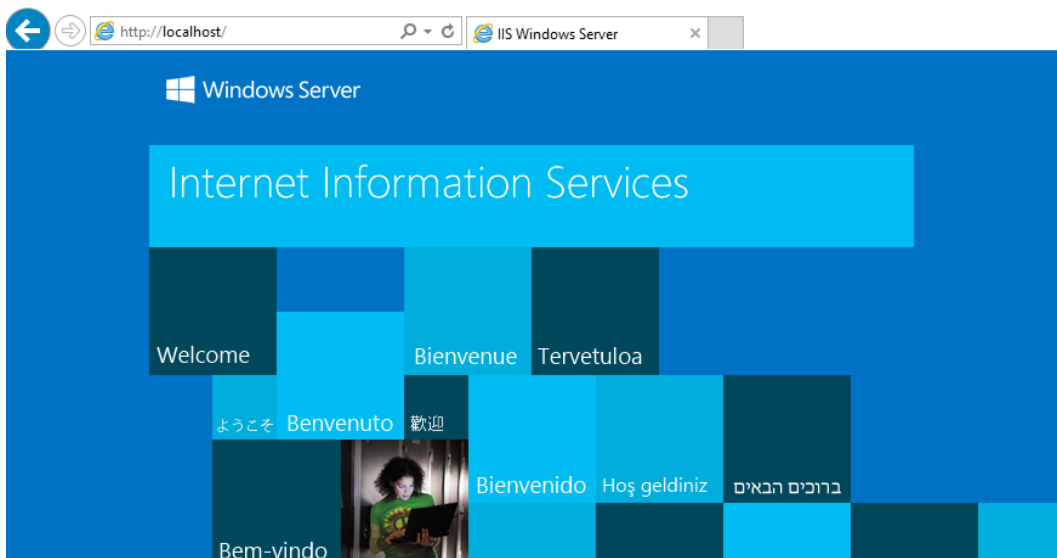 http://localhost/
IIS Windows Server
Windows Server
Internet Information Services
Welcome
Bienvenue
Tervetuloa
ようこそ
Benvenuto
歡迎
Bienvenido
Hoş geldiniz
ברוכים הבאים
Bem-vindo